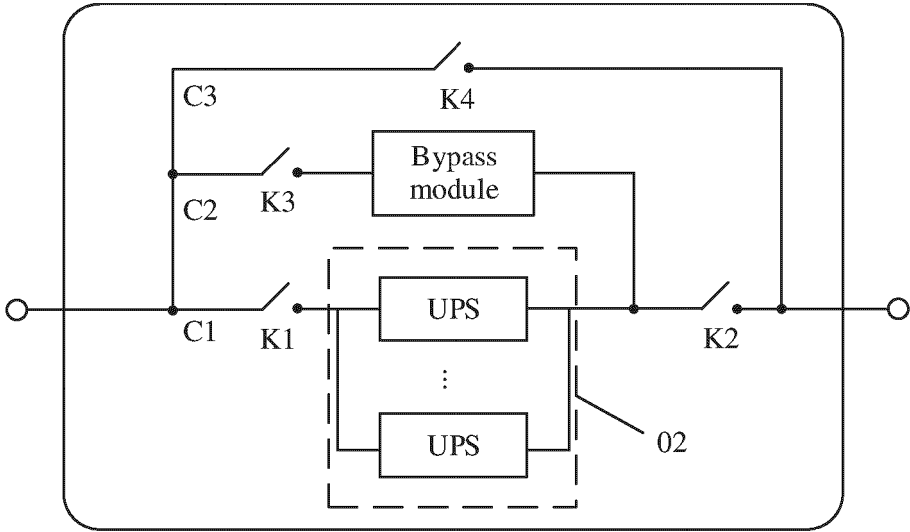 C3
K4
Bypass
module
C2
K3
UPS
C1
K1
K2
⋮
UPS
02